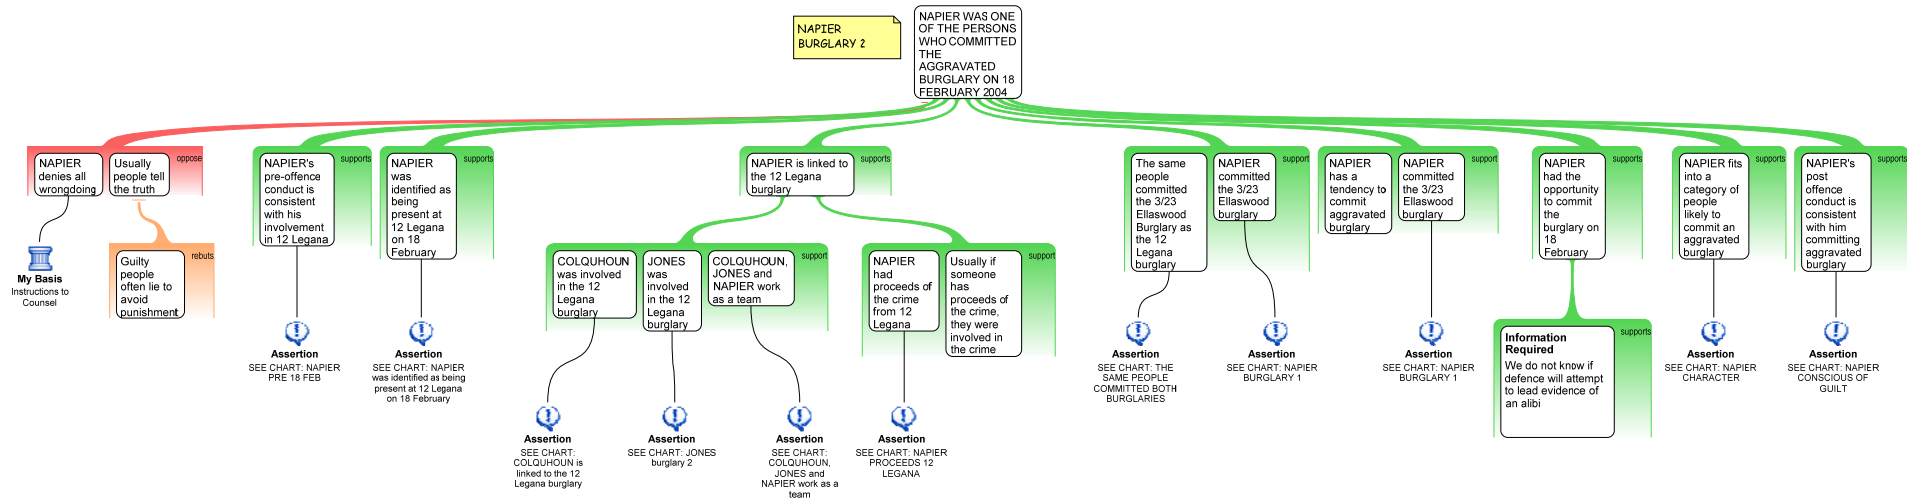 NAPIER
BURGLARY 2
NAPIER WAS ONE
OF THE PERSONS
WHO COMMITTED
THE
AGGRAVATED
BURGLARY ON 18
FEBRUARY 2004
NAPIER
denies all
wrongdoing
Usually
people tell
the truth
oppose
My Basis
Instructions to
Counsel
Guilty
people
often lie to
avoid
punishment
rebuts
NAPIER's
pre-offence
conduct is
consistent
with his
involvement
in 12 Legana
supports
Assertion
SEE CHART: NAPIER
PRE 18 FEB
NAPIER
was
identified as
being
present at
12 Legana
on 18
February
supports
Assertion
SEE CHART: NAPIER
was identified as being
present at 12 Legana
on 18 February
NAPIER is linked to
the 12 Legana
burglary
supports
COLQUHOUN
was involved
in the 12
Legana
burglary
JONES
was
involved
in the 12
Legana
burglary
COLQUHOUN,
JONES and
NAPIER work
as a team
support
Assertion
SEE CHART:
COLQUHOUN is
linked to the 12
Legana burglary
Assertion
SEE CHART: JONES
burglary 2
Assertion
SEE CHART:
COLQUHOUN,
JONES and
NAPIER work as a
team
NAPIER
had
proceeds of
the crime
from 12
Legana
Usually if
someone
has
proceeds of
the crime,
they were
involved in
the crime
support
Assertion
SEE CHART: NAPIER
PROCEEDS 12
LEGANA
The same
people
committed
the 3/23
Ellaswood
Burglary as
the 12
Legana
burglary
NAPIER
committed
the 3/23
Ellaswood
burglary
support
Assertion
SEE CHART: THE
SAME PEOPLE
COMMITTED BOTH
BURGLARIES
Assertion
SEE CHART: NAPIER
BURGLARY 1
NAPIER
has a
tendency to
commit
aggravated
burglary
NAPIER
committed
the 3/23
Ellaswood
burglary
support
Assertion
SEE CHART: NAPIER
BURGLARY 1
NAPIER
had the
opportunity
to commit
the
burglary on
18
February
supports
Information
Required
We do not know if
defence will attempt
to lead evidence of
an alibi
supports
NAPIER fits
into a
category of
people
likely to
commit an
aggravated
burglary
supports
Assertion
SEE CHART: NAPIER
CHARACTER
NAPIER's
post
offence
conduct is
consistent
with him
committing
aggravated
burglary
supports
Assertion
SEE CHART: NAPIER
CONSCIOUS OF
GUILT